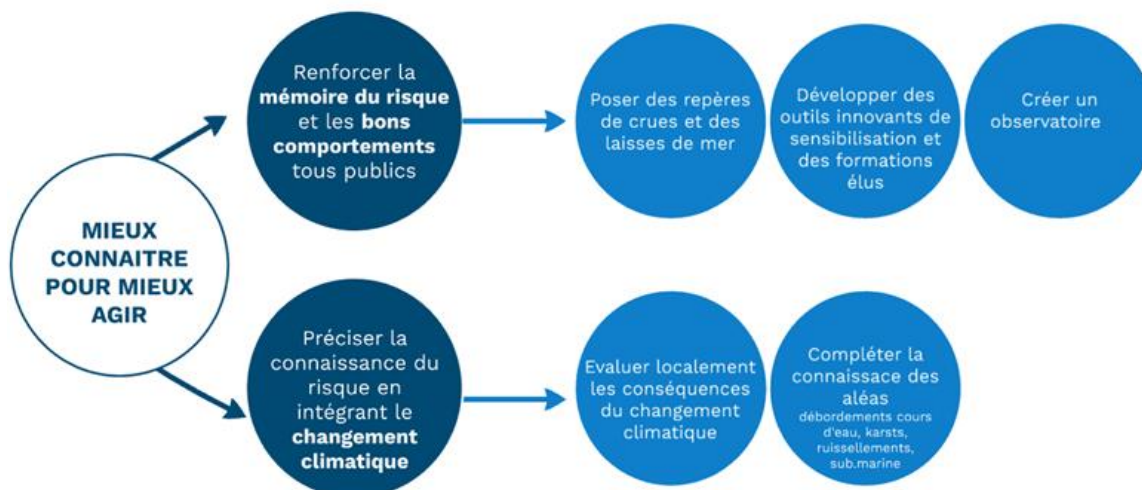 MIEUX
CONNAITRE
POUR MIEUX
AGIR
Renforcer la
mémoire du risque
et les bons
comportements
tous publics
Poser des repères
de crues et des
laisses de mer
Développer des
outils innovants de
sensibilisation et
des formations
élus
Créer un
observatoire
Préciser la
connaissance du
risque en
intégrant le
changement
climatique
Evaluer localement
les conséquences
du changement
climatique
Compléter la
connaissace des
aléas
débordements cours
d'eau, karsts,
ruissellements,
sub.marine